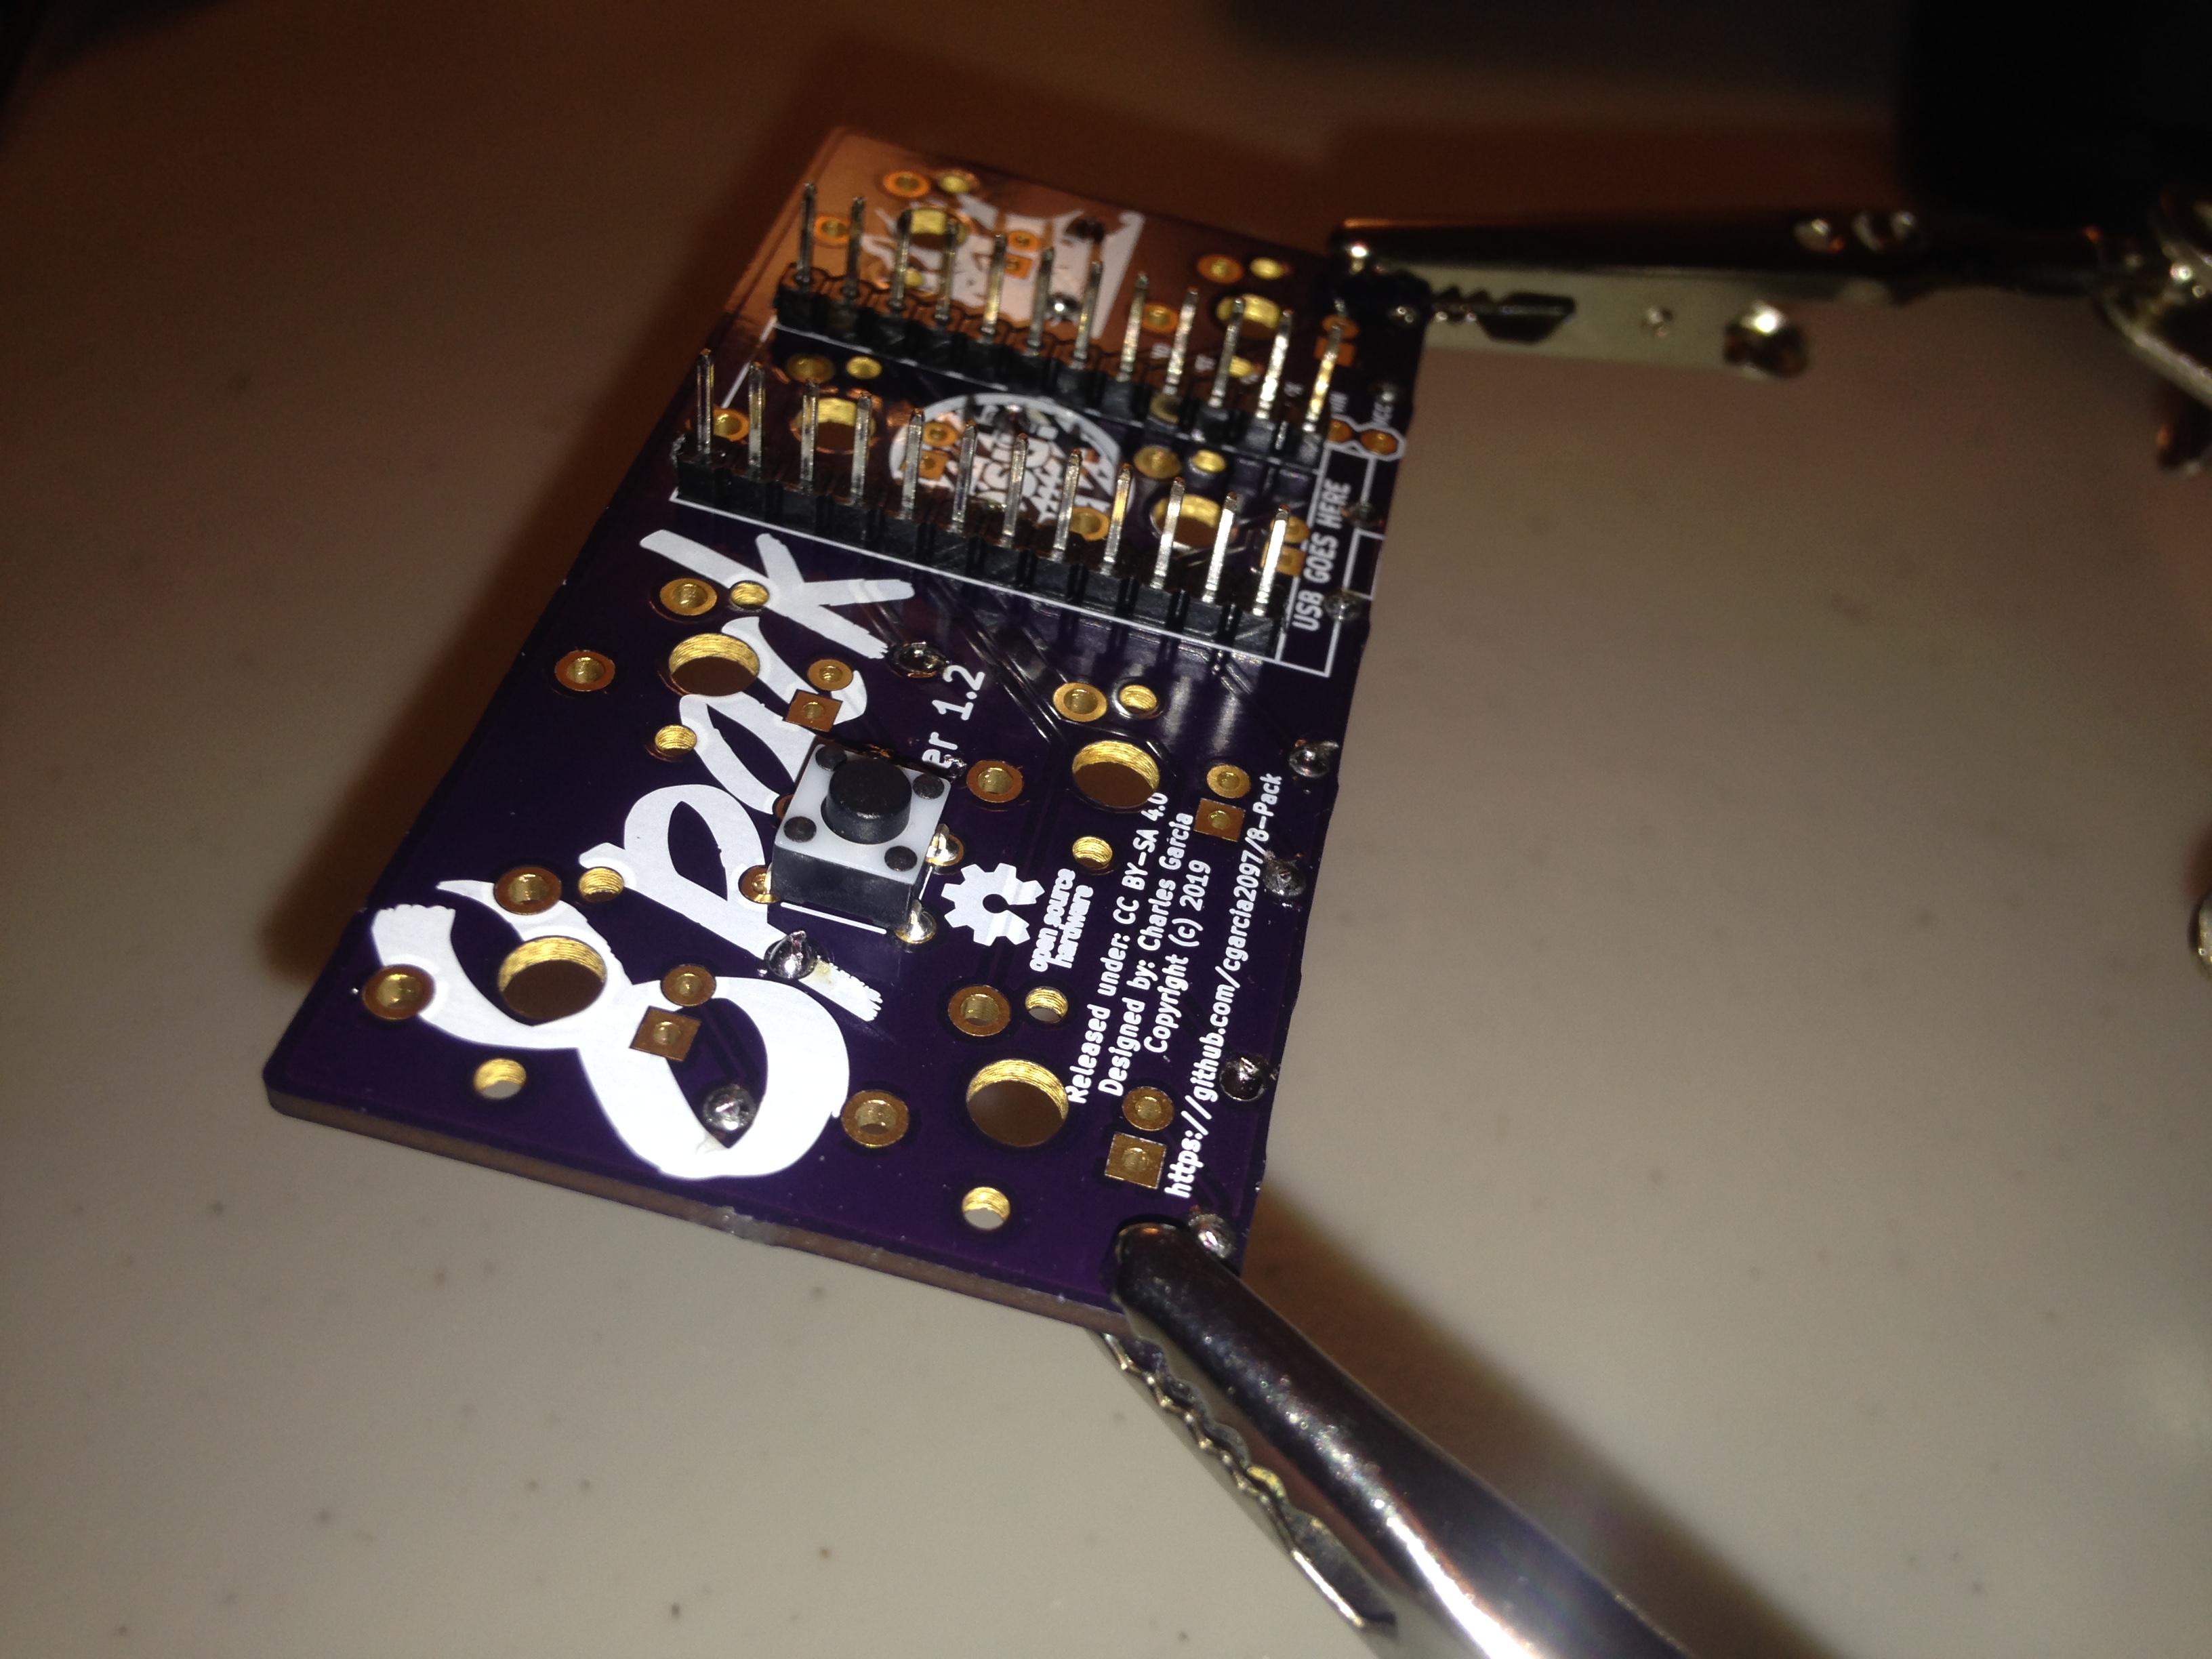 8pack
er 1.2
USB GOES HERE
open source
hardware
Released under: CC BY-SA 4.0
Designed by: Charles Garcia
Copyright (c) 2019
https://github.com/cgarcia2097/8-Pack